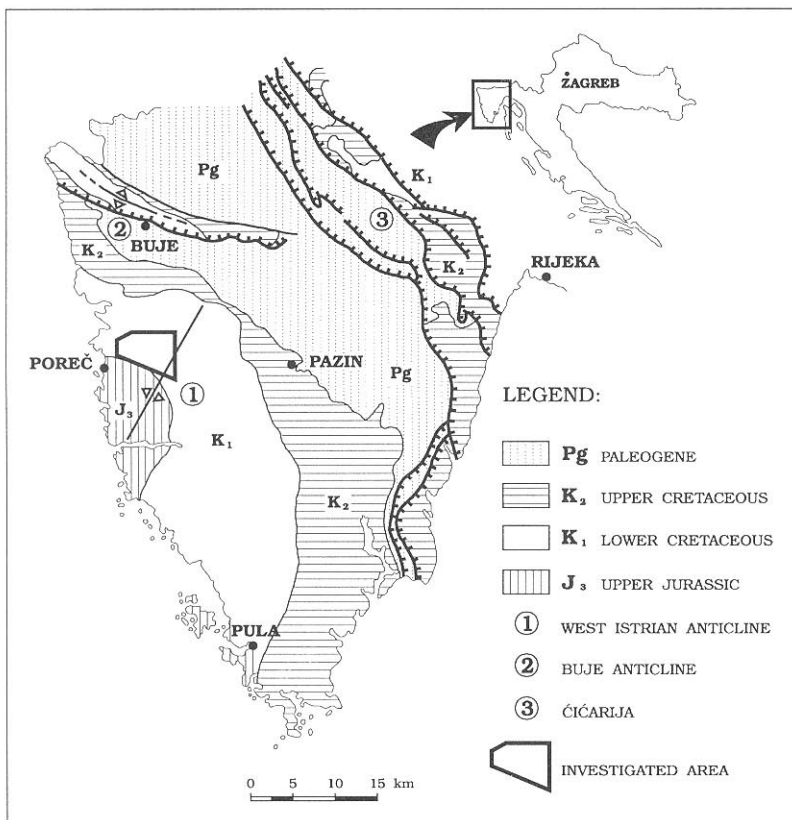 ZAGREB
Pg
K₁
③
② BUJE
K₂
K₂
RIJEKA
POREČ
PAZIN
①
Pg
J₃
K₁
K₂
PULA
LEGEND:
Pg PALEOGENE
K₂ UPPER CRETACEOUS
K₁ LOWER CRETACEOUS
J₃ UPPER JURASSIC
① WEST ISTRIAN ANTICLINE
② BUJE ANTICLINE
③ ĆIĆARIJA
INVESTIGATED AREA
0 5 10 15 km